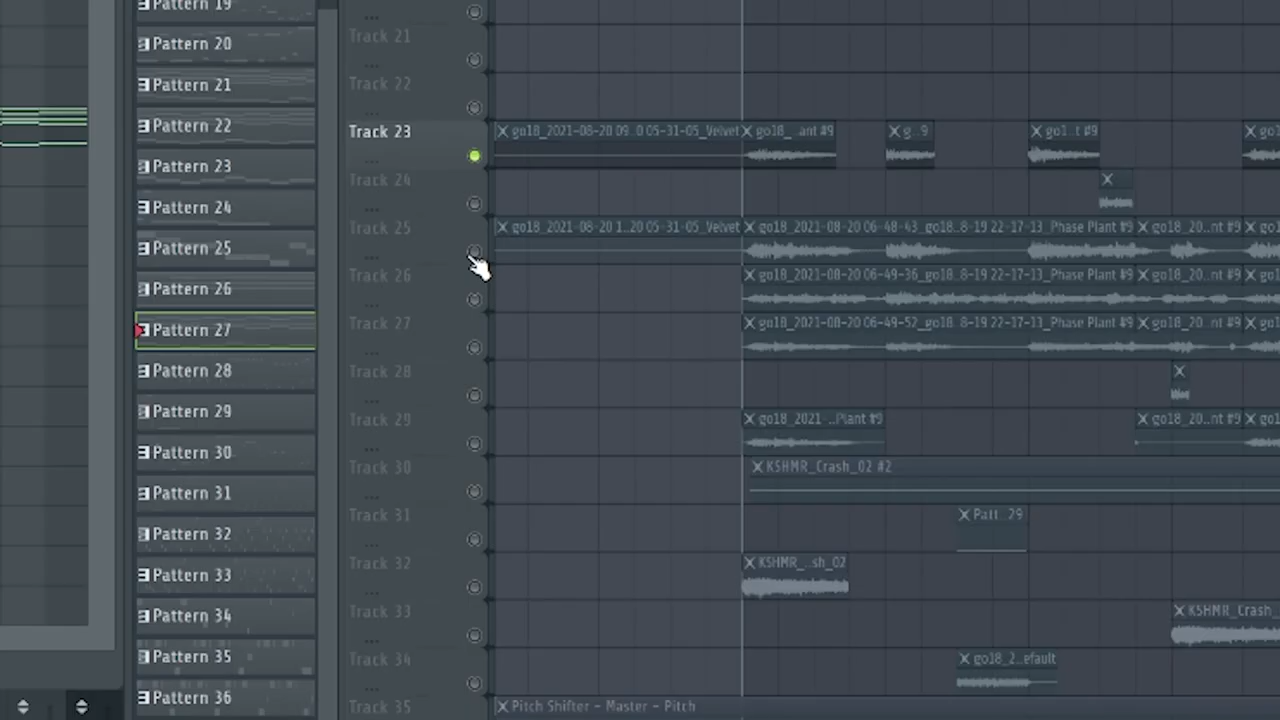 Pattern 19
Pattern 20
Pattern 21
Pattern 22
Pattern 23
Pattern 24
Pattern 25
Pattern 26
Pattern 27
Pattern 28
Pattern 29
Pattern 30
Pattern 31
Pattern 32
Pattern 33
Pattern 34
Pattern 35
Pattern 36
Track 21
Track 22
Track 23
go18_2021-08-20 09..0 05-31-05_Velvet
go18_ ..ant #9
g..9
go1..t #9
go
Track 24
Track 25
go18_2021-08-20 1..20 05-31-05_Velvet
go18_2021-08-20 06-48-43_go18..8-19 22-17-13_Phase Plant #9
go18_20..nt #9
go1
Track 26
go18_2021-08-20 06-49-36_go18..8-19 22-17-13_Phase Plant #9
go18_20..nt #9
go1
Track 27
go18_2021-08-20 06-49-52_go18..8-19 22-17-13_Phase Plant #9
go18_20..nt #9
go1
Track 28
Track 29
go18_2021 ..Plant #9
go18_20..nt #9
go1
Track 30
KSHMR_Crash_02 #2
Track 31
Patt..29
Track 32
KSHMR_..sh_02
Track 33
KSHMR_Crash_
Track 34
go18_2..efault
Track 35
Pitch Shifter - Master - Pitch